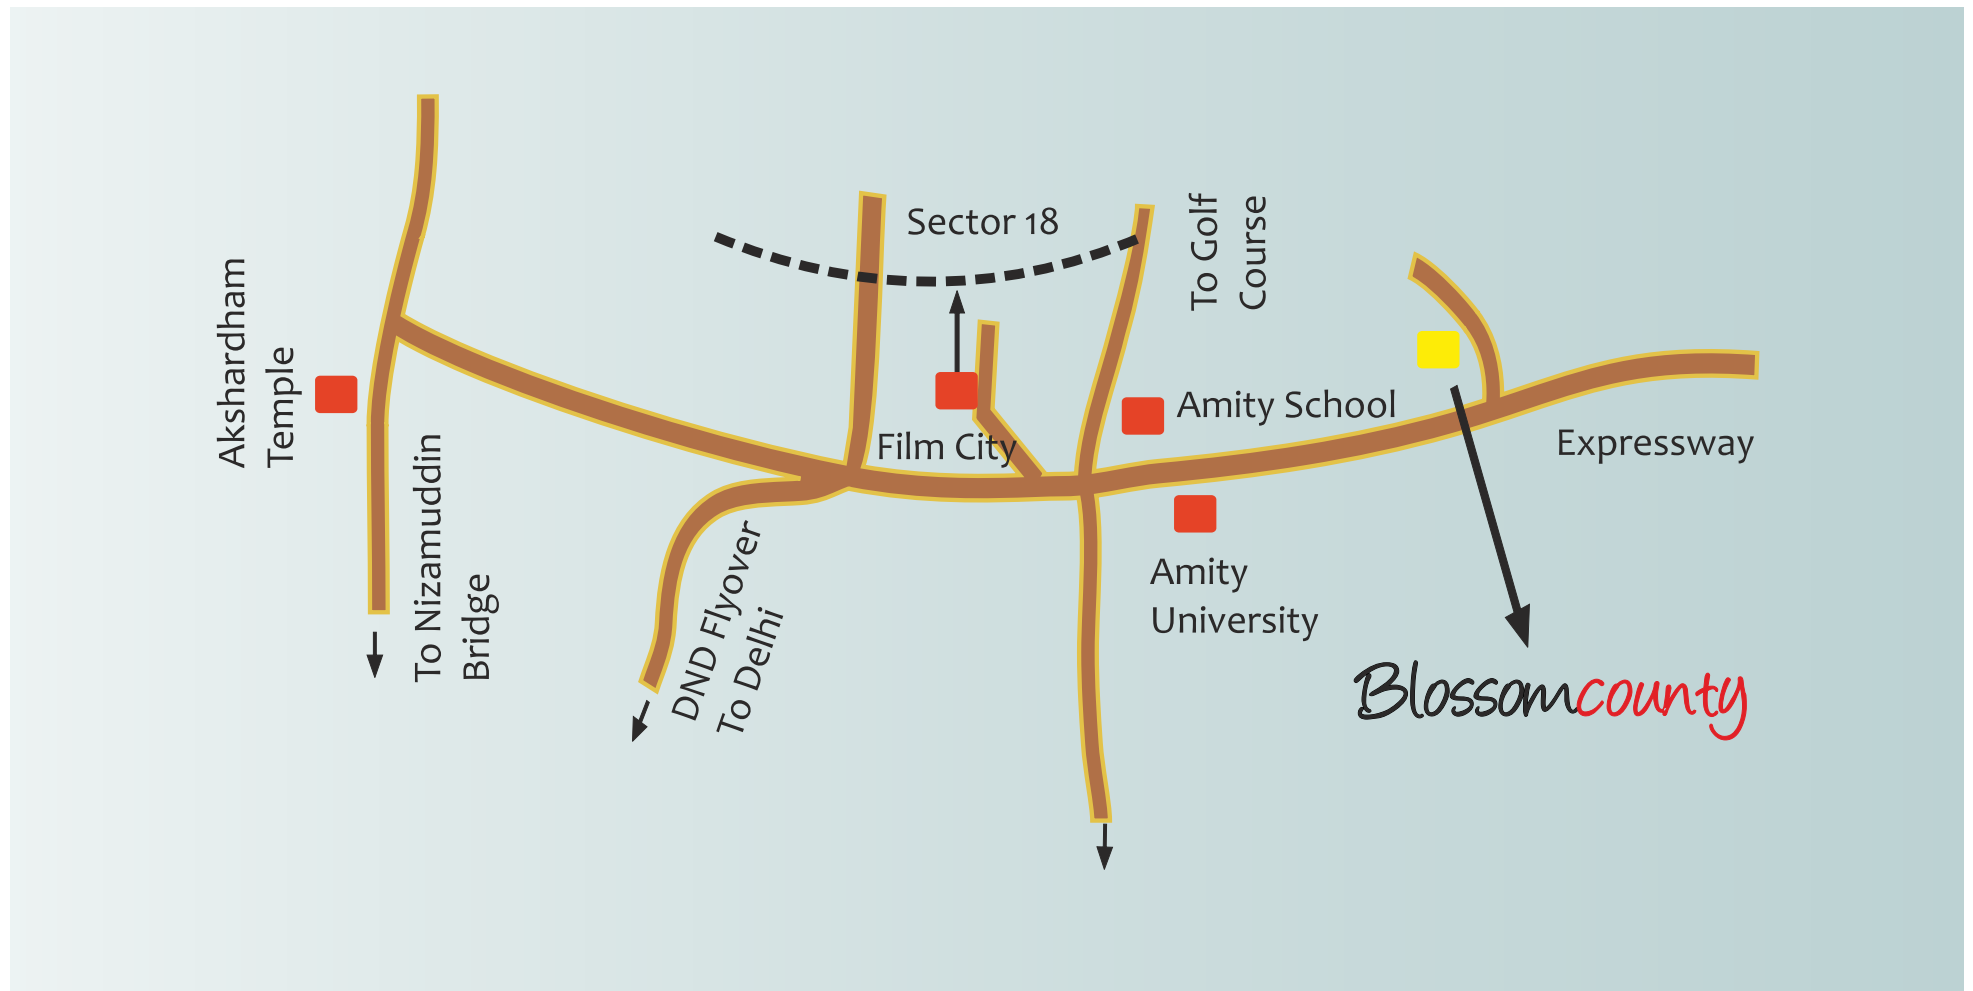 Akshardham
Temple
To Nizamuddin
Bridge
DND Flyover
To Delhi
Sector 18
Film City
To Golf
Course
Amity School
Amity
University
Expressway
Blossomcounty